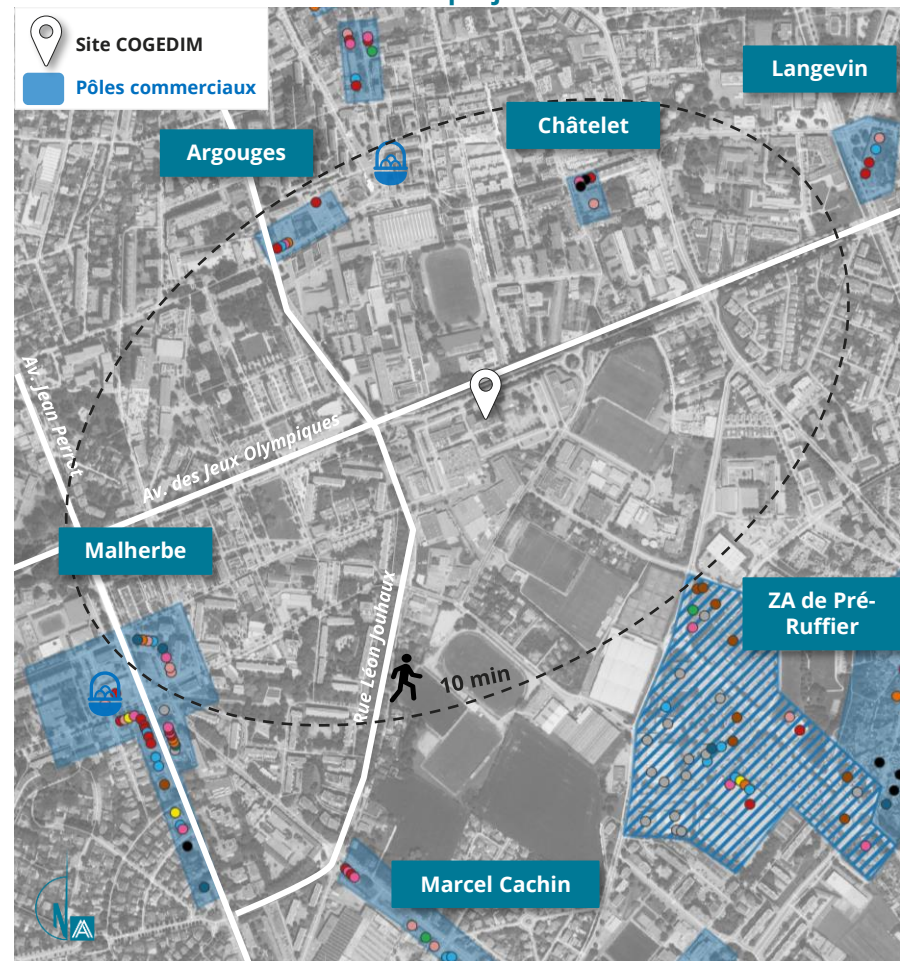 Site COGEDIM
Pôles commerciaux
Langevin
Châtelet
Argouges
Av. Jean Perrot
Av. des Jeux Olympiques
Malherbe
ZA de Pré-
Ruffier
Rue Léon Jouhaux
10 min
Marcel Cachin
N